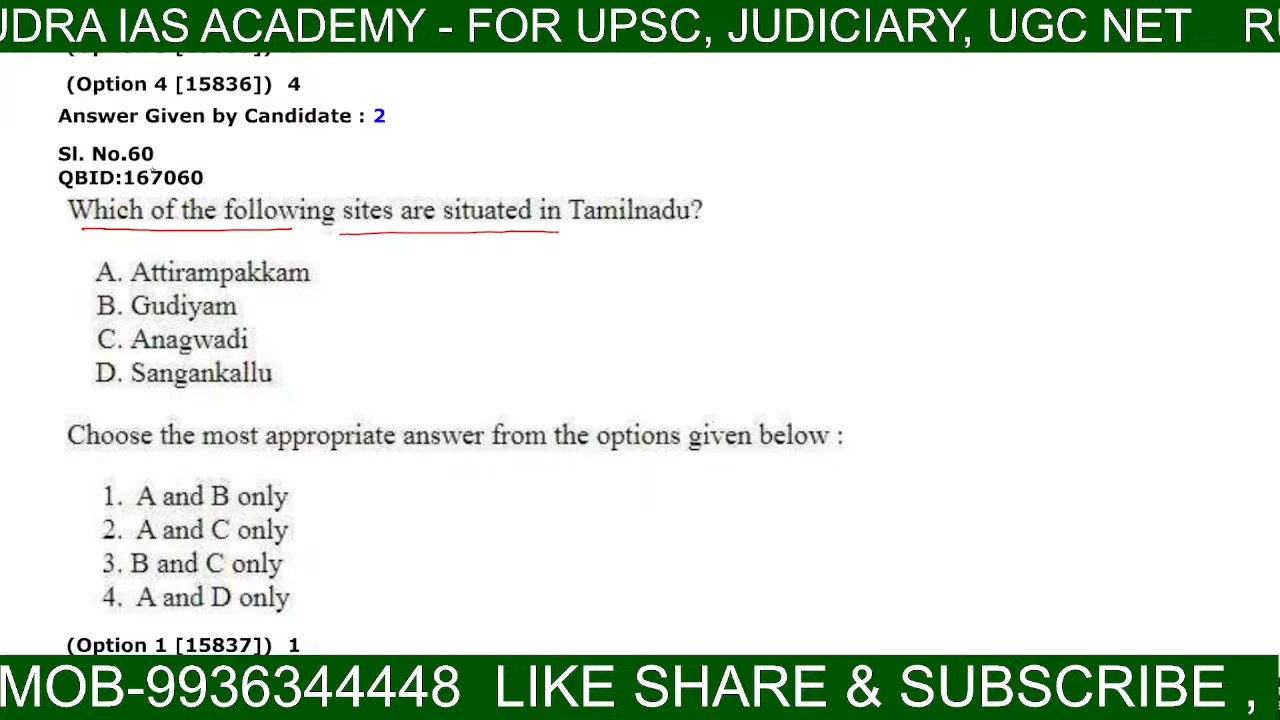 UDRA IAS ACADEMY - FOR UPSC, JUDICIARY, UGC NET RU
(Option 4 [15836]) 4
Answer Given by Candidate : 2
Sl. No.60
QBID:167060
Which of the following sites are situated in Tamilnadu?
A. Attirampakkam
B. Gudiyam
C. Anagwadi
D. Sangankallu
Choose the most appropriate answer from the options given below :
1. A and B only
2. A and C only
3. B and C only
4. A and D only
(Option 1 [15837]) 1
MOB-9936344448 LIKE SHARE & SUBSCRIBE ,